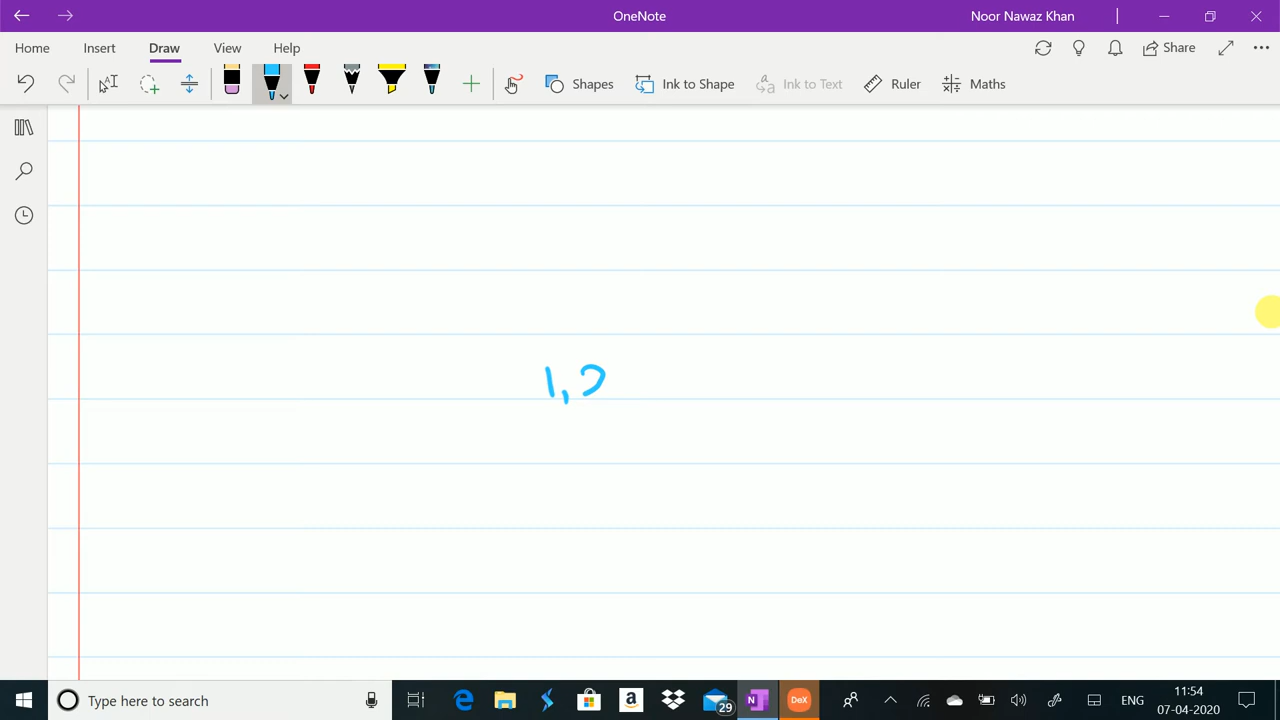 OneNote
Noor Nawaz Khan
Home Insert Draw View Help
Share
Shapes Ink to Shape Ink to Text Ruler Maths
1,
Type here to search
a
29
N
DeX
ENG
11:54
07-04-2020